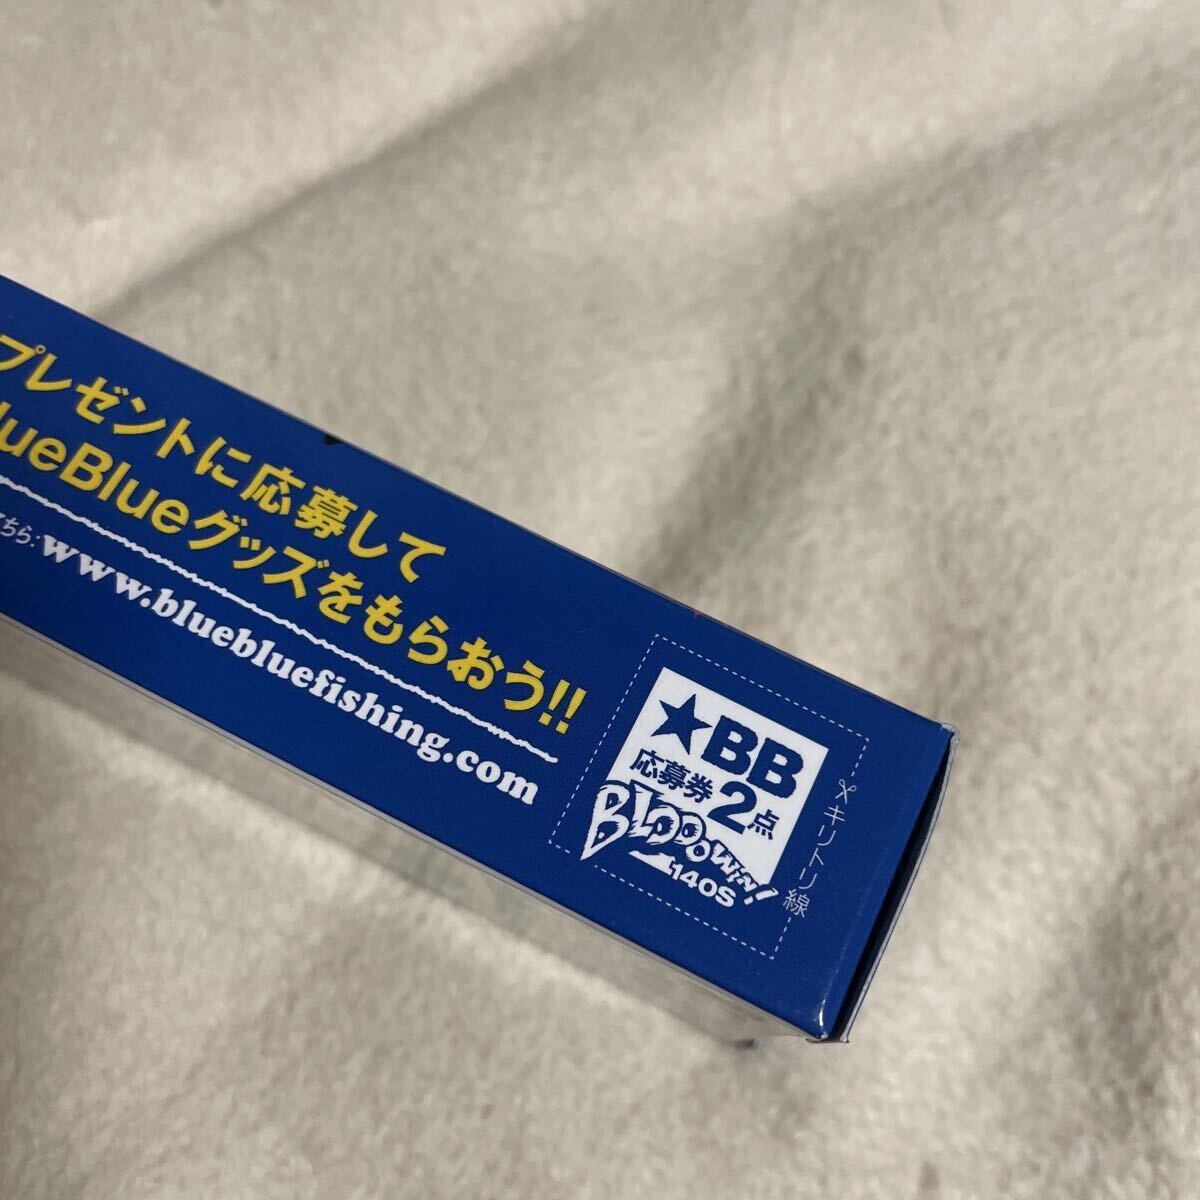 プレゼントに応募して
lueBlueグッズをもらおう!!
ちら:www.bluebluefishing.com
★BB
応募券2点
BLOOOWIN!
140S
キリトリ線